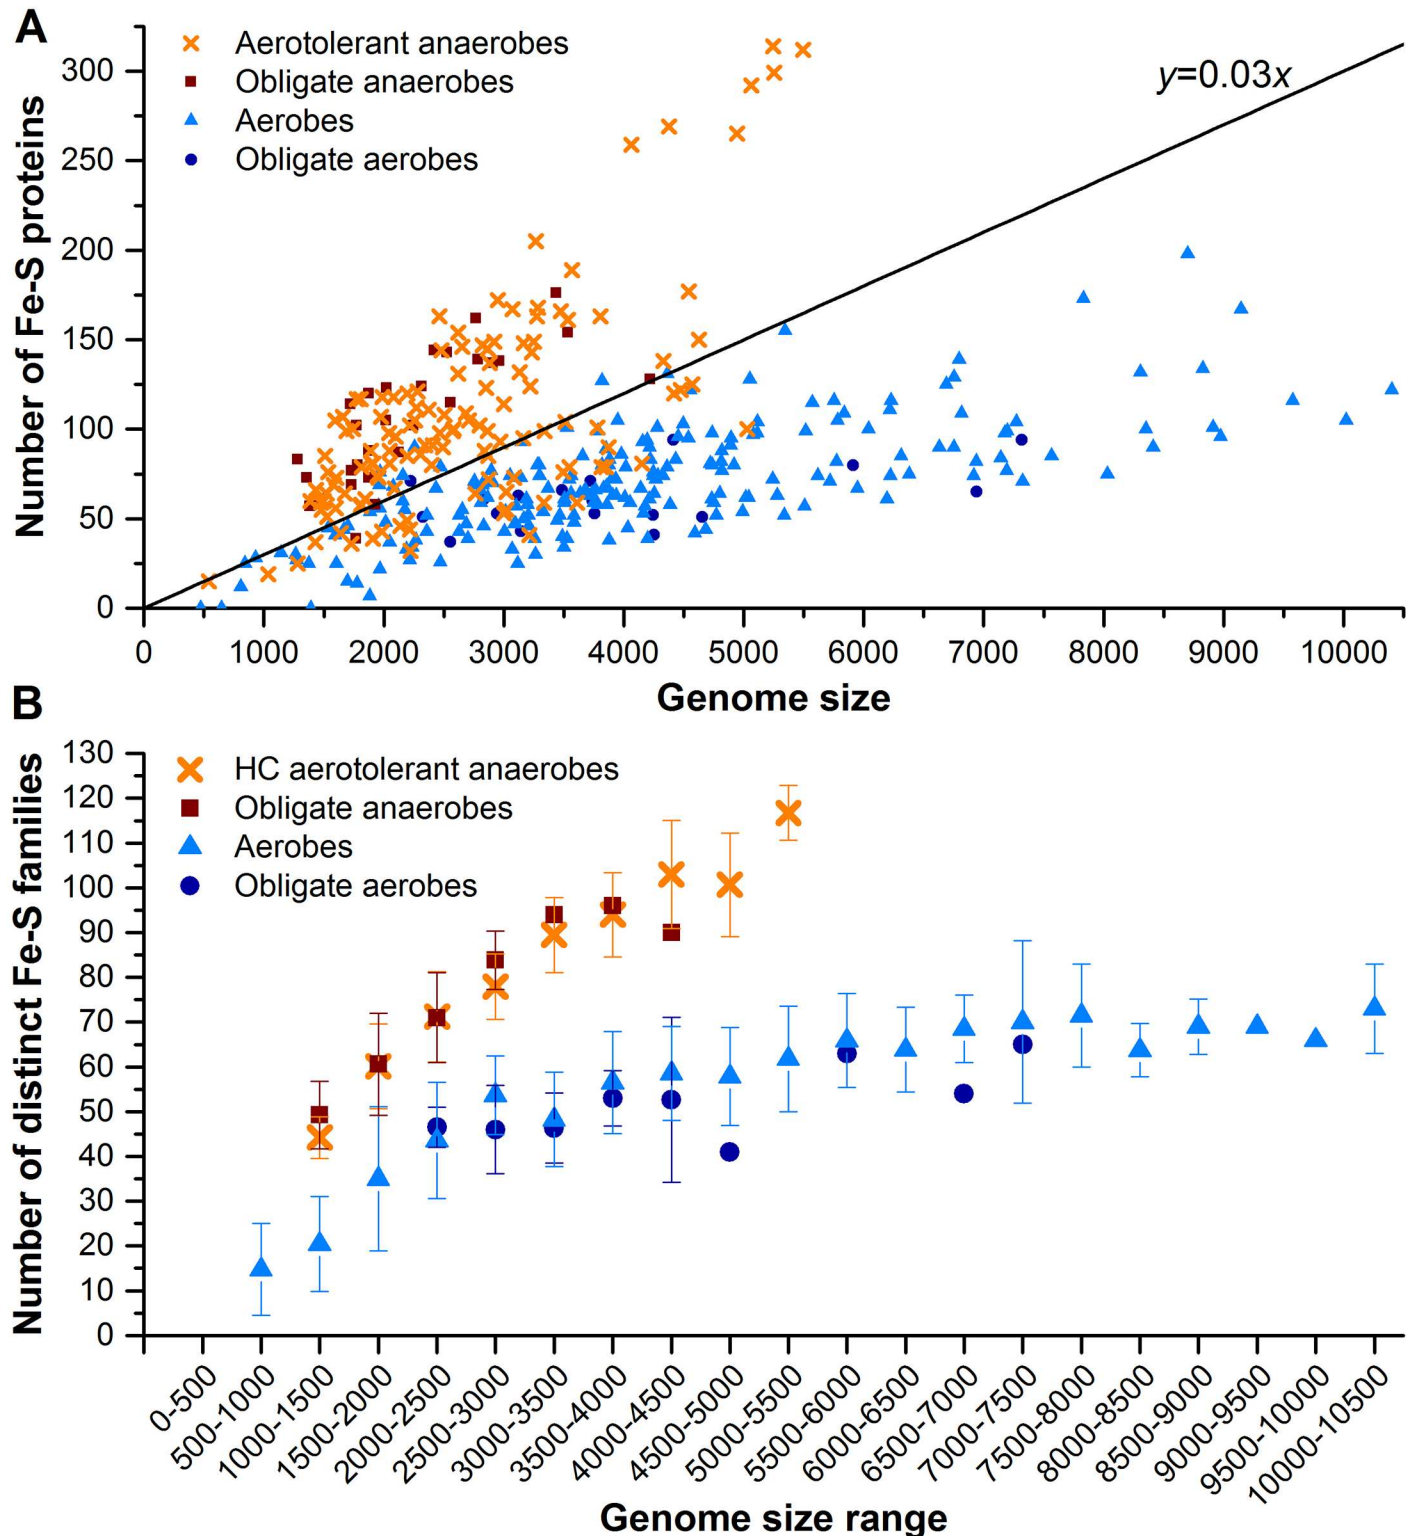 A
Aerotolerant anaerobes
Obligate anaerobes
Aerobes
Obligate aerobes
y=0.03x
Number of Fe-S proteins
300
250
200
150
100
50
0
0 1000 2000 3000 4000 5000 6000 7000 8000 9000 10000
Genome size
B
HC aerotolerant anaerobes
Obligate anaerobes
Aerobes
Obligate aerobes
Number of distinct Fe-S families
130
120
110
100
90
80
70
60
50
40
30
20
10
0
0-500
500-1000
1000-1500
1500-2000
2000-2500
2500-3000
3000-3500
3500-4000
4000-4500
4500-5000
5000-5500
5500-6000
6000-6500
6500-7000
7000-7500
7500-8000
8000-8500
8500-9000
9000-9500
9500-10000
10000-10500
Genome size range